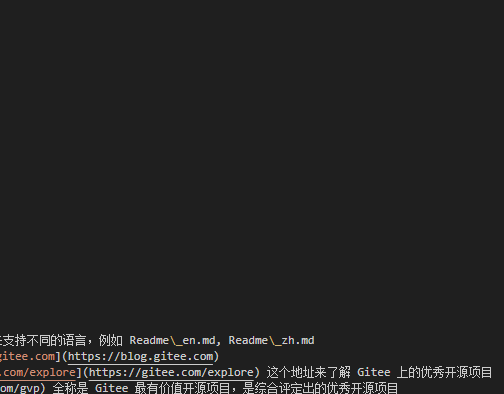 支持不同的语言，例如 Readme\_en.md, Readme\_zh.md
gitee.com](https://blog.gitee.com)
.com/explore](https://gitee.com/explore) 这个地址来了解 Gitee 上的优秀开源项目
om/gvp) 全称是 Gitee 最有价值开源项目，是综合评定出的优秀开源项目